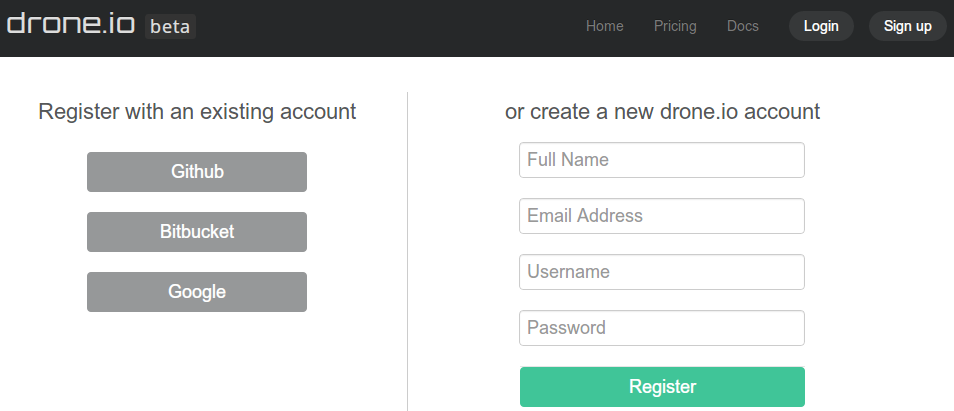 drone.io beta
Home Pricing Docs Login Sign up
Register with an existing account
Github
Bitbucket
Google
or create a new drone.io account
Full Name
Email Address
Username
Password
Register